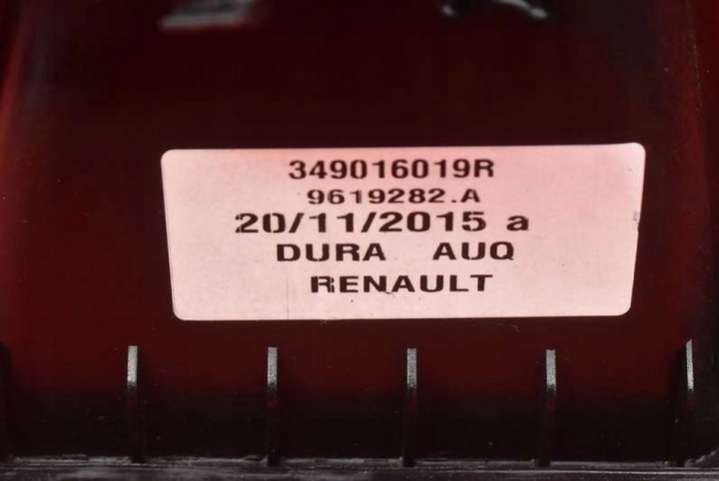 349016019R
9619282.A
20/11/2015 a
DURA AUQ
RENAULT